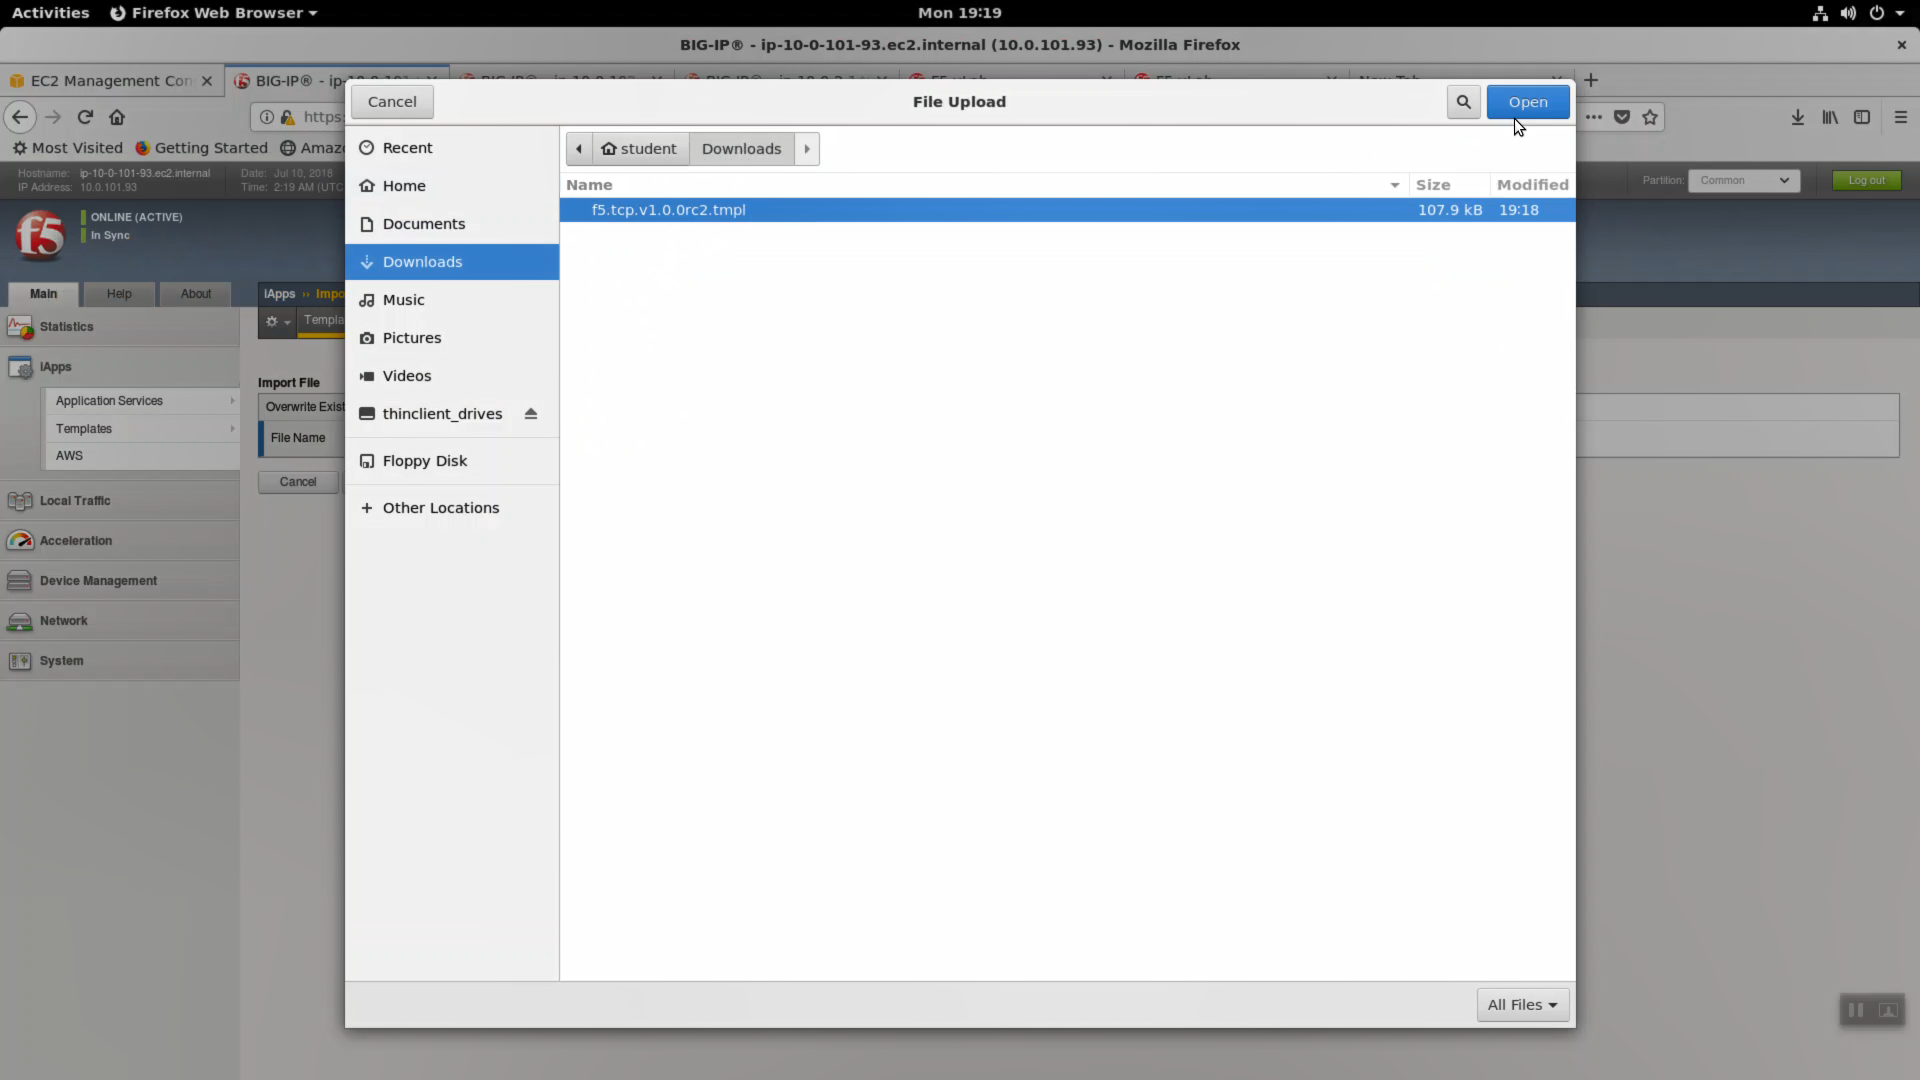 Activities Firefox Web Browser Mon 19:19
BIG-IP® - ip-10-0-101-93.ec2.internal (10.0.101.93) - Mozilla Firefox
EC2 Management Con BIG-IP® - ip-10-0-101
https:
Most Visited Getting Started Amaz
Hostname: ip-10-0-101-93.ec2.internal Date: Jul 10, 2018
IP Address: 10.0.101.93 Time: 2:19 AM (UTC
Partition: Common Log out
f5
ONLINE (ACTIVE)
In Sync
Main Help About
Statistics
iApps
Application Services
Templates
AWS
Local Traffic
Acceleration
Device Management
Network
System
iApps ›› Impo
Templa
Import File
Overwrite Exist
File Name
Cancel
Cancel File Upload Open
Recent
Home
Documents
Downloads
Music
Pictures
Videos
thinclient_drives
Floppy Disk
Other Locations
student Downloads
Name Size Modified
f5.tcp.v1.0.0rc2.tmpl 107.9 kB 19:18
All Files